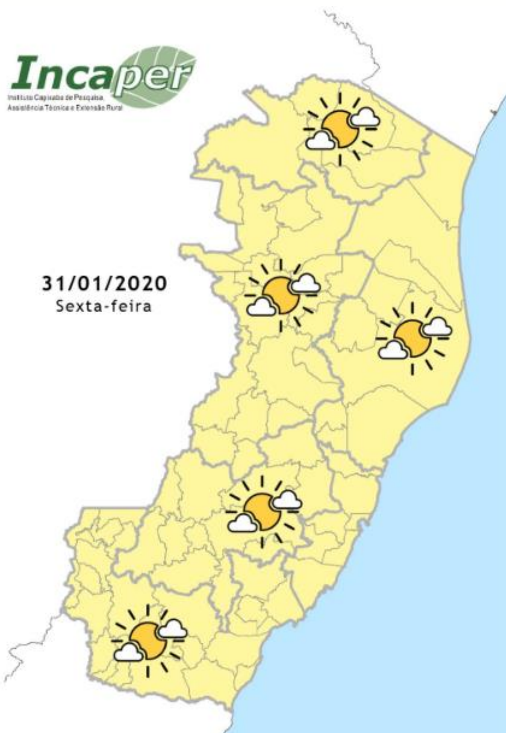 Incaper
Instituto Capixaba de Pesquisa,
Assistência Técnica e Extensão Rural
31/01/2020
Sexta-feira